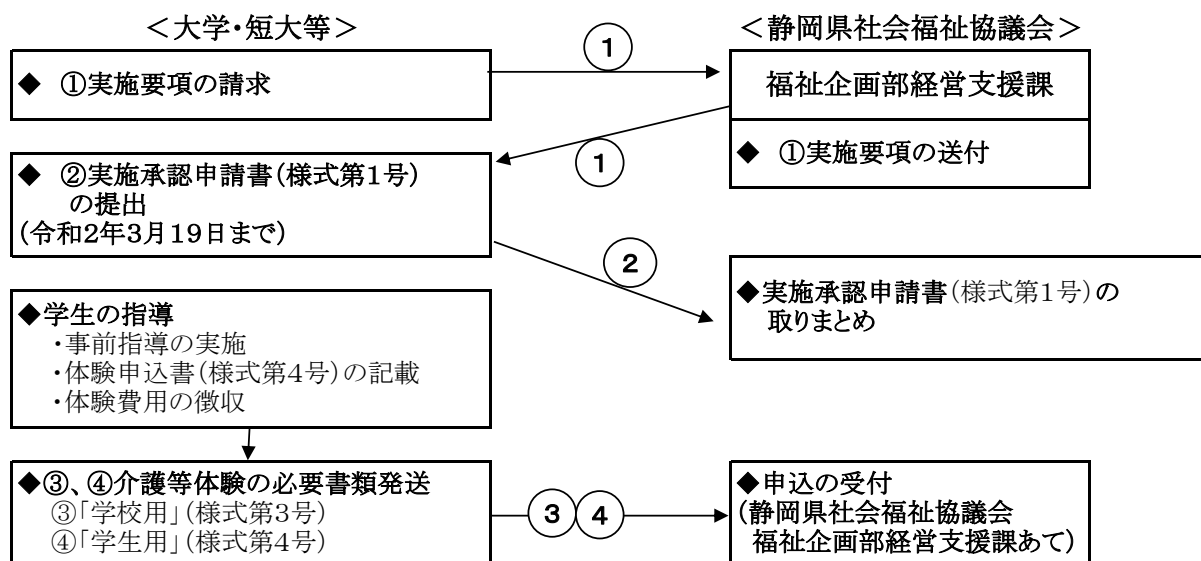 ＜大学・短大等＞
＜静岡県社会福祉協議会＞
①
◆ ①実施要項の請求
福祉企画部経営支援課
◆ ①実施要項の送付
①
◆ ②実施承認申請書(様式第1号)
の提出
(令和2年3月19日まで)
②
◆実施承認申請書(様式第1号)の
取りまとめ
◆学生の指導
・事前指導の実施
・体験申込書(様式第4号)の記載
・体験費用の徴収
◆③、④介護等体験の必要書類発送
③「学校用」(様式第3号)
④「学生用」(様式第4号)
③④
◆申込の受付
(静岡県社会福祉協議会
福祉企画部経営支援課あて)